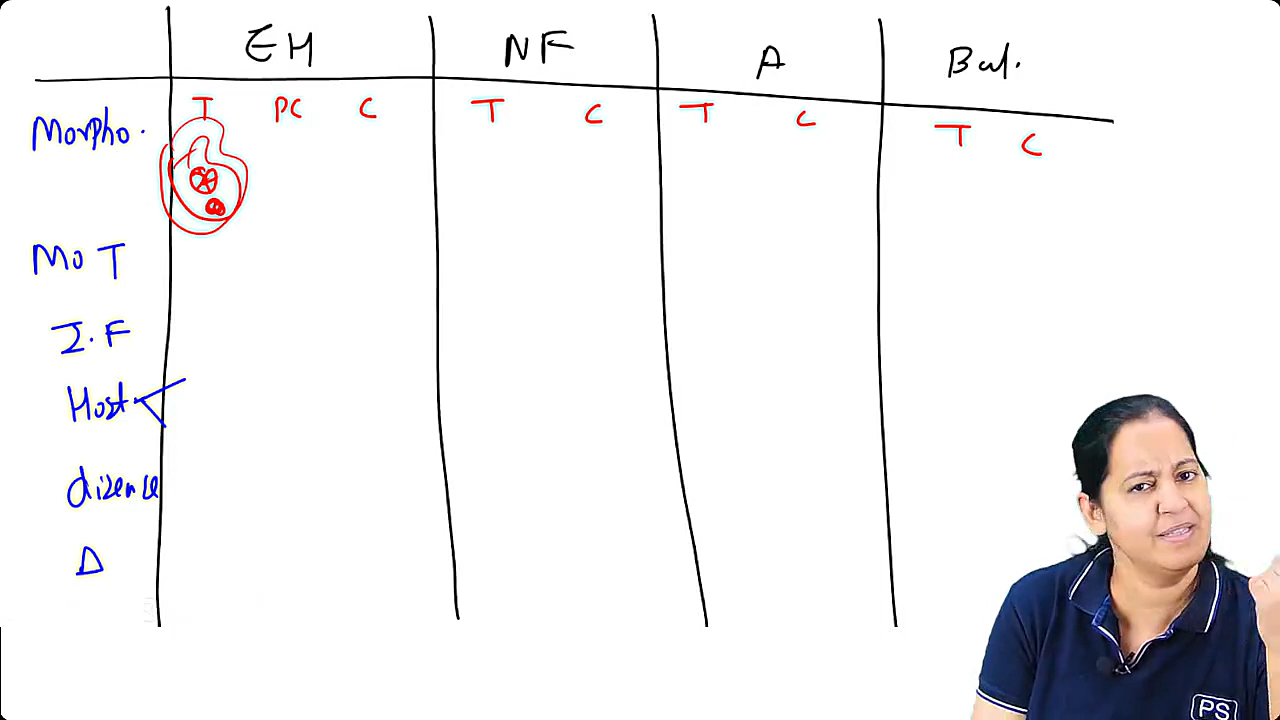 EH NF A Bal.
Morpho. T PC C T C T C T C
MoT
I.F
Host
disease
Δ
PS